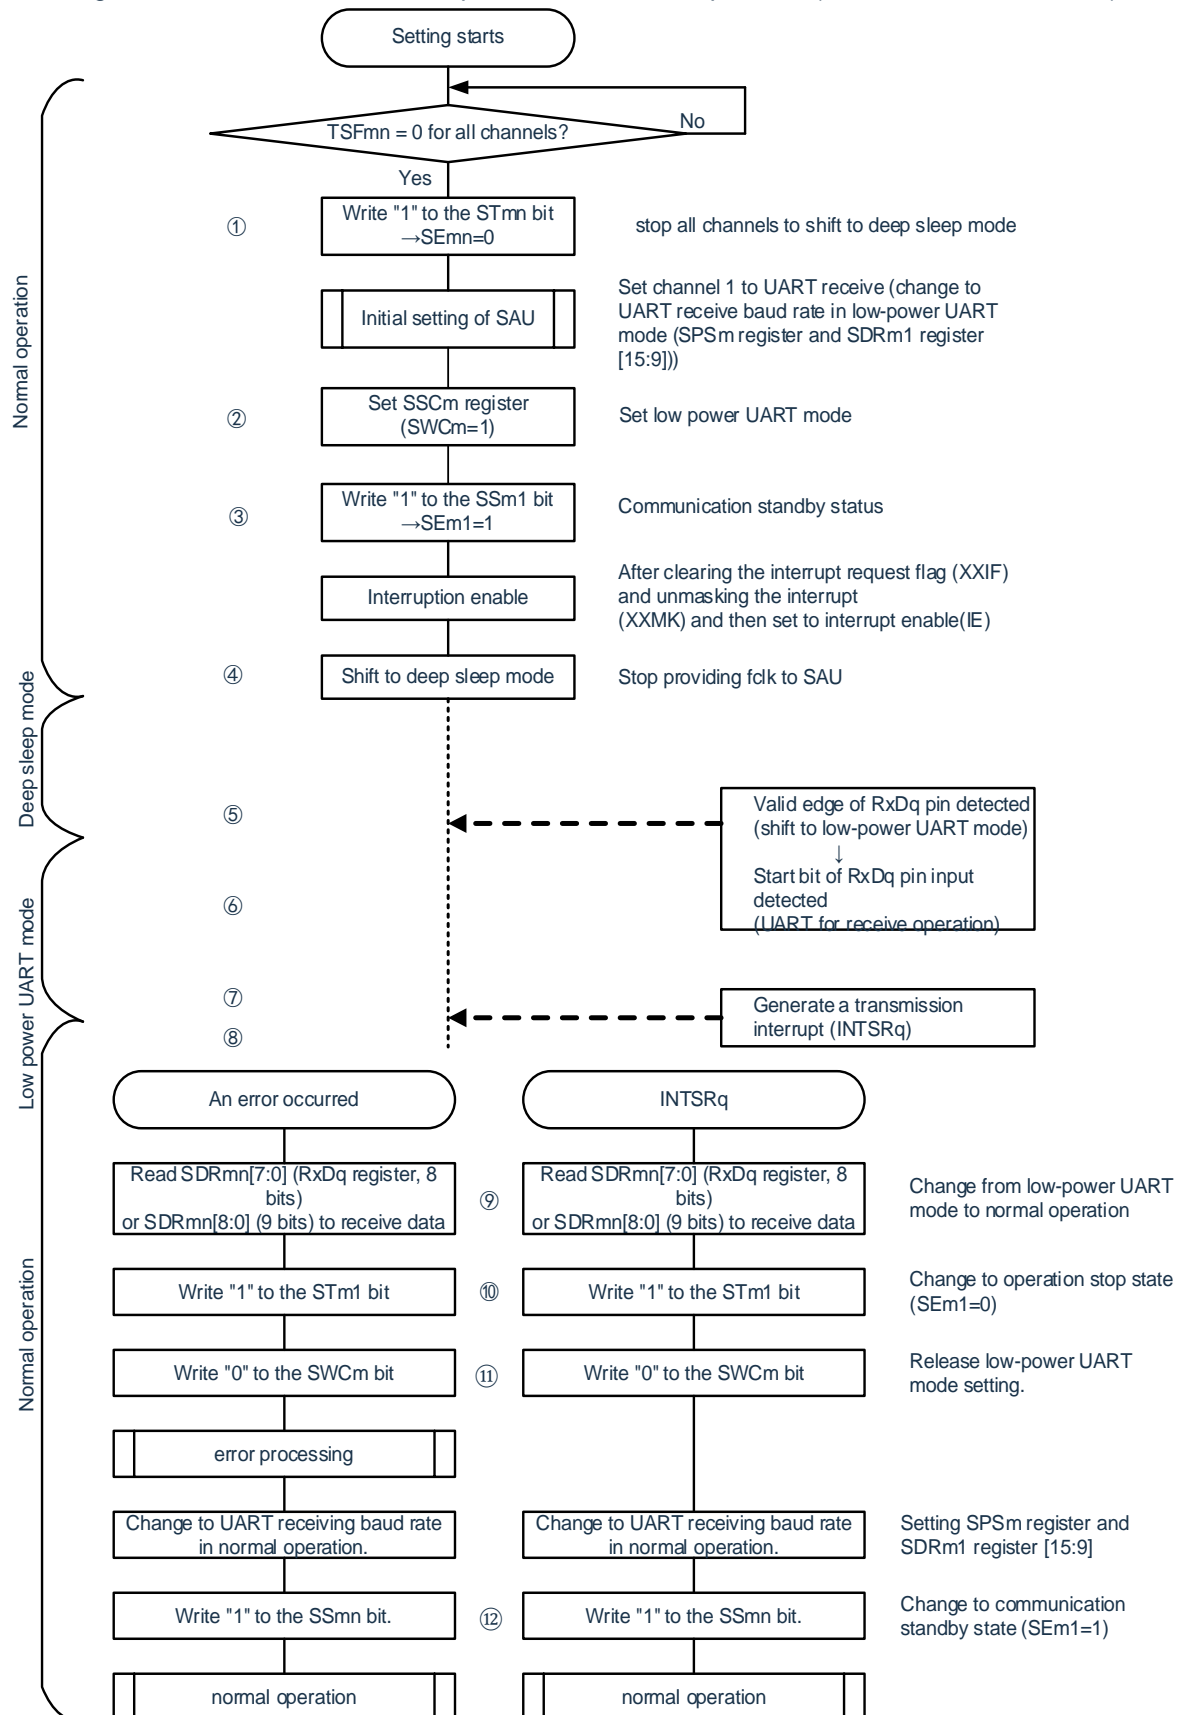 Setting starts
TSFmn = 0 for all channels?
No
Yes
①
Write "1" to the STmn bit
→SEmn=0
stop all channels to shift to deep sleep mode
Initial setting of SAU
Set channel 1 to UART receive (change to
UART receive baud rate in low-power UART
mode (SPSm register and SDRm1 register
[15:9]))
②
Set SSCm register
(SWCm=1)
Set low power UART mode
③
Write "1" to the SSm1 bit
→SEm1=1
Communication standby status
Interruption enable
After clearing the interrupt request flag (XXIF)
and unmasking the interrupt
(XXMK) and then set to interrupt enable(IE)
④
Shift to deep sleep mode
Stop providing fclk to SAU
Normal operation
Deep sleep mode
⑤
Valid edge of RxDq pin detected
(shift to low-power UART mode)
↓
Start bit of RxDq pin input
detected
(UART for receive operation)
⑥
Low power UART mode
⑦
Generate a transmission
interrupt (INTSRq)
⑧
An error occurred
INTSRq
Read SDRmn[7:0] (RxDq register, 8
bits)
or SDRmn[8:0] (9 bits) to receive data
⑨
Read SDRmn[7:0] (RxDq register, 8
bits)
or SDRmn[8:0] (9 bits) to receive data
Change from low-power UART
mode to normal operation
Write "1" to the STm1 bit
⑩
Write "1" to the STm1 bit
Change to operation stop state
(SEm1=0)
Write "0" to the SWCm bit
⑪
Write "0" to the SWCm bit
Release low-power UART
mode setting.
Normal operation
error processing
Change to UART receiving baud rate
in normal operation.
Change to UART receiving baud rate
in normal operation.
Setting SPSm register and
SDRm1 register [15:9]
Write "1" to the SSmn bit.
⑫
Write "1" to the SSmn bit.
Change to communication
standby state (SEm1=1)
normal operation
normal operation